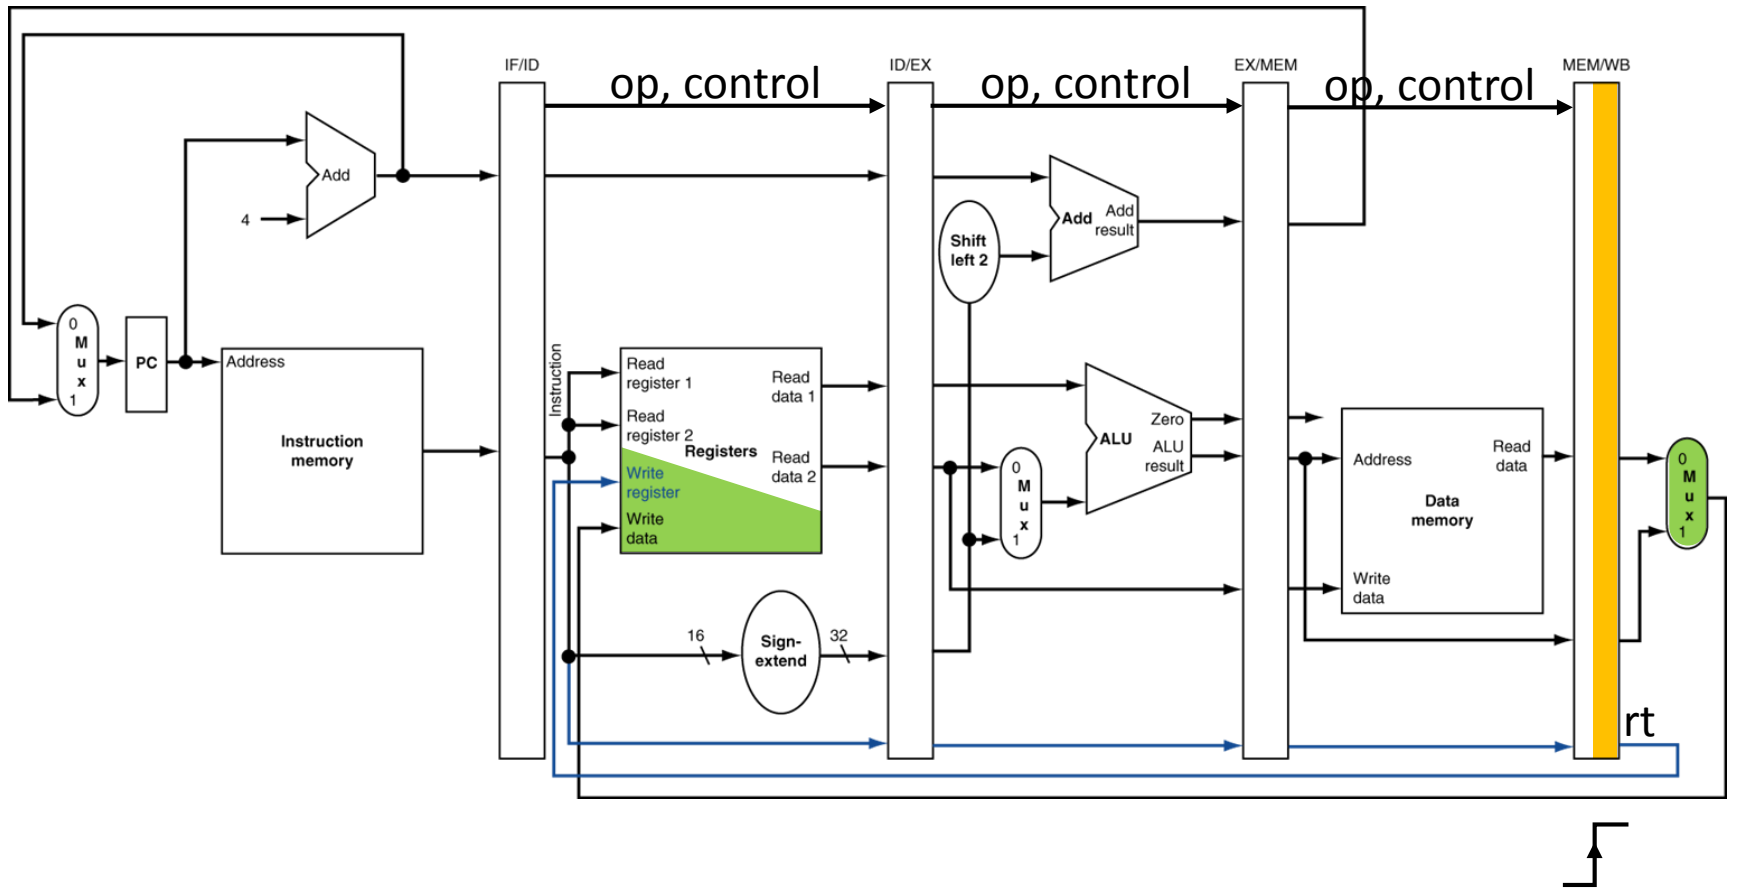 IF/ID
ID/EX
EX/MEM
MEM/WB
op, control
op, control
op, control
Add
4
Add
Add
result
Shift
left 2
0
M
u
x
1
PC
Address
Instruction
memory
Instruction
Read
register 1
Read
register 2
Registers
Write
register
Write
data
Read
data 1
Read
data 2
16
Sign-
extend
32
0
M
u
x
1
Zero
ALU
ALU
result
Address
Read
data
Data
memory
Write
data
0
M
u
x
1
rt